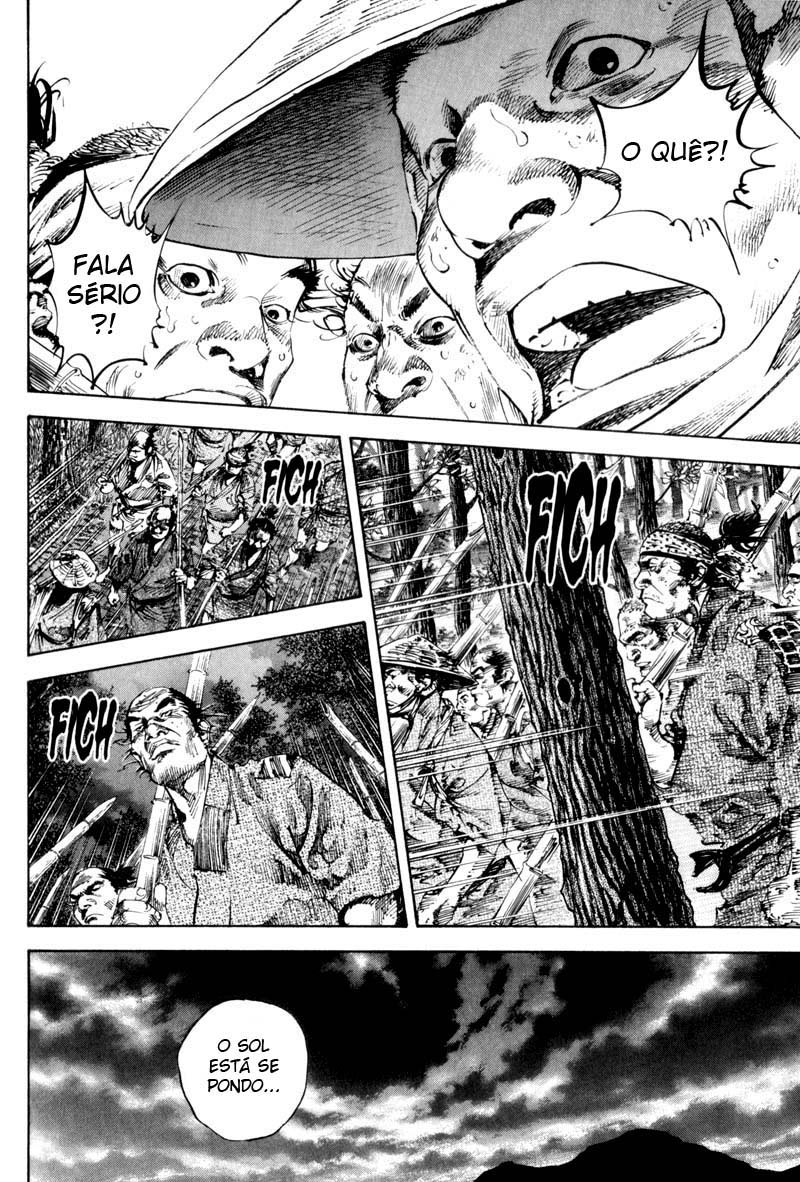 O QUÊ?!
FALA
SÉRIO
?!
FICH
FICH
FICH
O SOL
ESTÁ SE
PONDO...